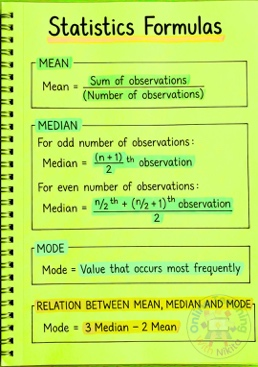 Statistics Formulas
MEAN
Mean = Sum of observations
(Number of observations)
MEDIAN
For odd number of observations:
Median = (n+1)/2 th observation
For even number of observations:
Median = n/2 th + (n/2+1)th observation
2
MODE
Mode = Value that occurs most frequently
RELATION BETWEEN MEAN, MEDIAN AND MODE
Mode = 3 Median - 2 Mean